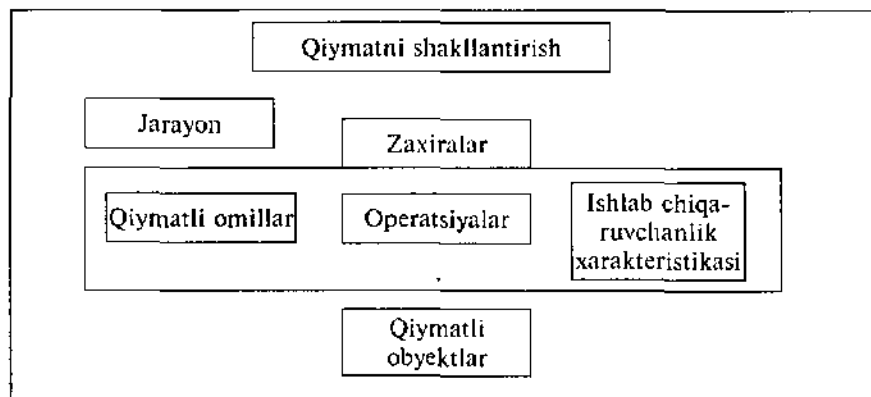 Qiymatni shakllantirish
Jarayon
Zaxiralar
Qiymatli omillar
Operatsiyalar
Ishlab chiqa-
ruvchanlik
xarakteristikasi
Qiymatli
obyektlar